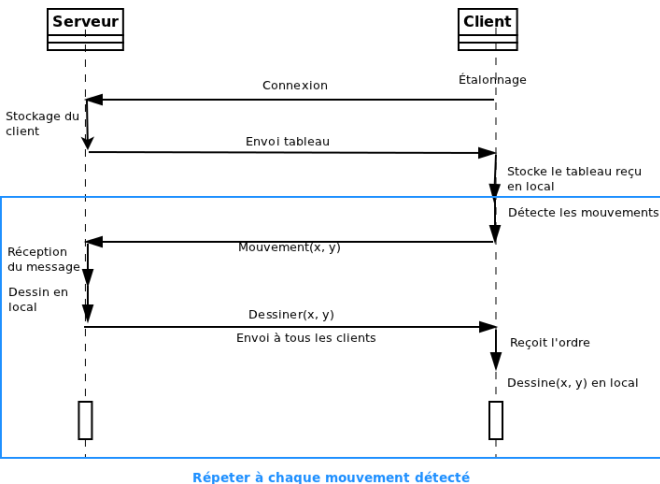 Serveur
Client
Étalonnage
Connexion
Stockage du
client
Envoi tableau
Stocke le tableau reçu
en local
Détecte les mouvements
Mouvement(x, y)
Réception
du message
Dessin en
local
Dessiner(x, y)
Envoi à tous les clients
Reçoit l'ordre
Dessine(x, y) en local
Répeter à chaque mouvement détecté